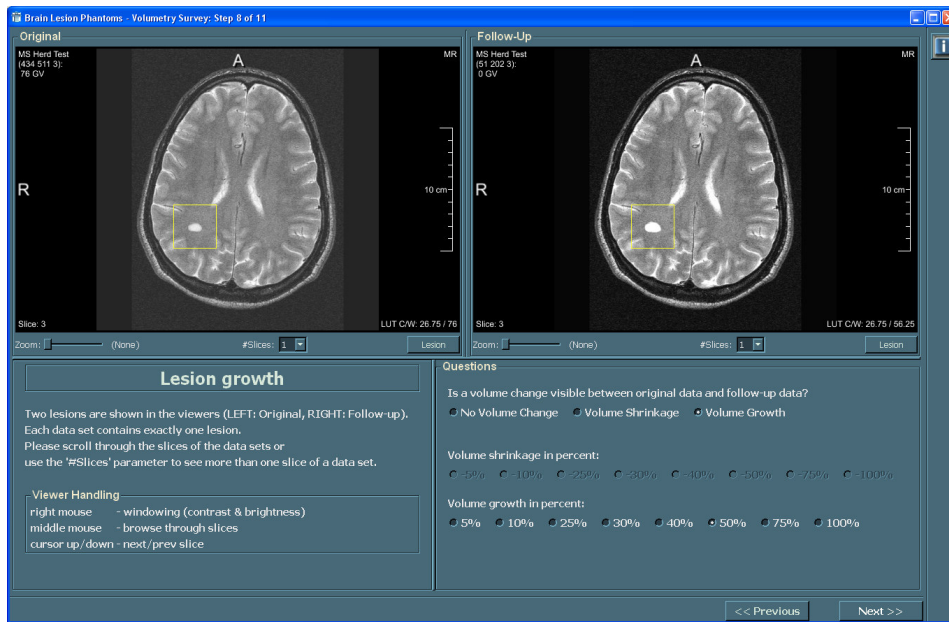 Brain Lesion Phantoms - Volumetry Survey: Step 8 of 11
Original
MS Herd Test
(434 511 3):
76 GV
A
MR
R
10 cm
Slice: 3
LUT C/W: 26.75 / 76
Zoom: (None) #Slices: 1 Lesion
Follow-Up
MS Herd Test
(51 202 3):
0 GV
A
MR
R
10 cm
Slice: 3
LUT C/W: 26.75 / 56.25
Zoom: (None) #Slices: 1 Lesion
Lesion growth
Two lesions are shown in the viewers (LEFT: Original, RIGHT: Follow-up).
Each data set contains exactly one lesion.
Please scroll through the slices of the data sets or
use the '#Slices' parameter to see more than one slice of a data set.
Viewer Handling
right mouse - windowing (contrast & brightness)
middle mouse - browse through slices
cursor up/down - next/prev slice
Questions
Is a volume change visible between original data and follow-up data?
No Volume Change Volume Shrinkage Volume Growth
Volume shrinkage in percent:
-5% -10% -25% -30% -40% -50% -75% -100%
Volume growth in percent:
5% 10% 25% 30% 40% 50% 75% 100%
<< Previous Next >>